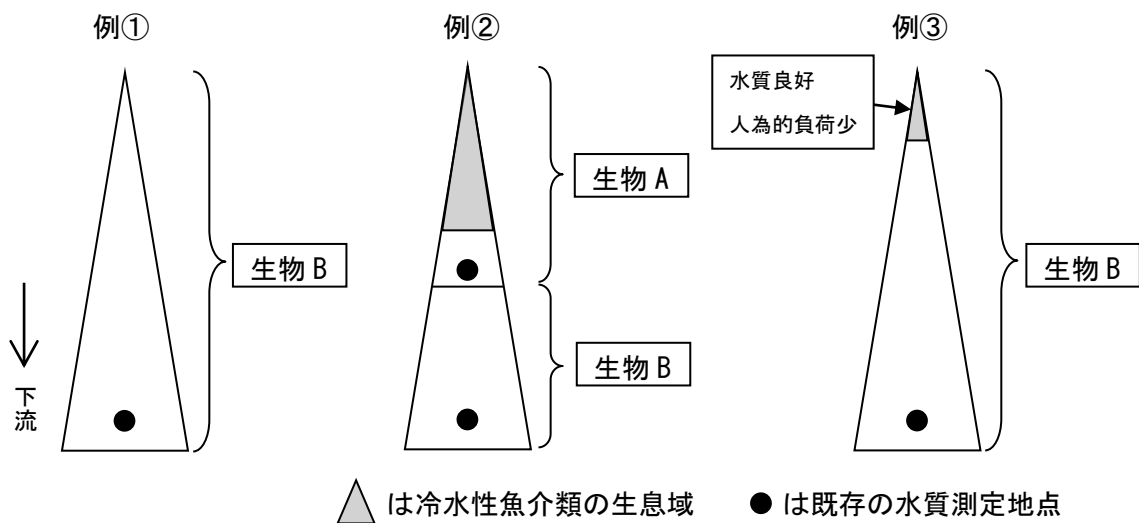 例①
例②
例③
水質良好
人為的負荷少
生物 A
生物 B
生物 B
生物 B
下流
は冷水性魚介類の生息域
●は既存の水質測定地点